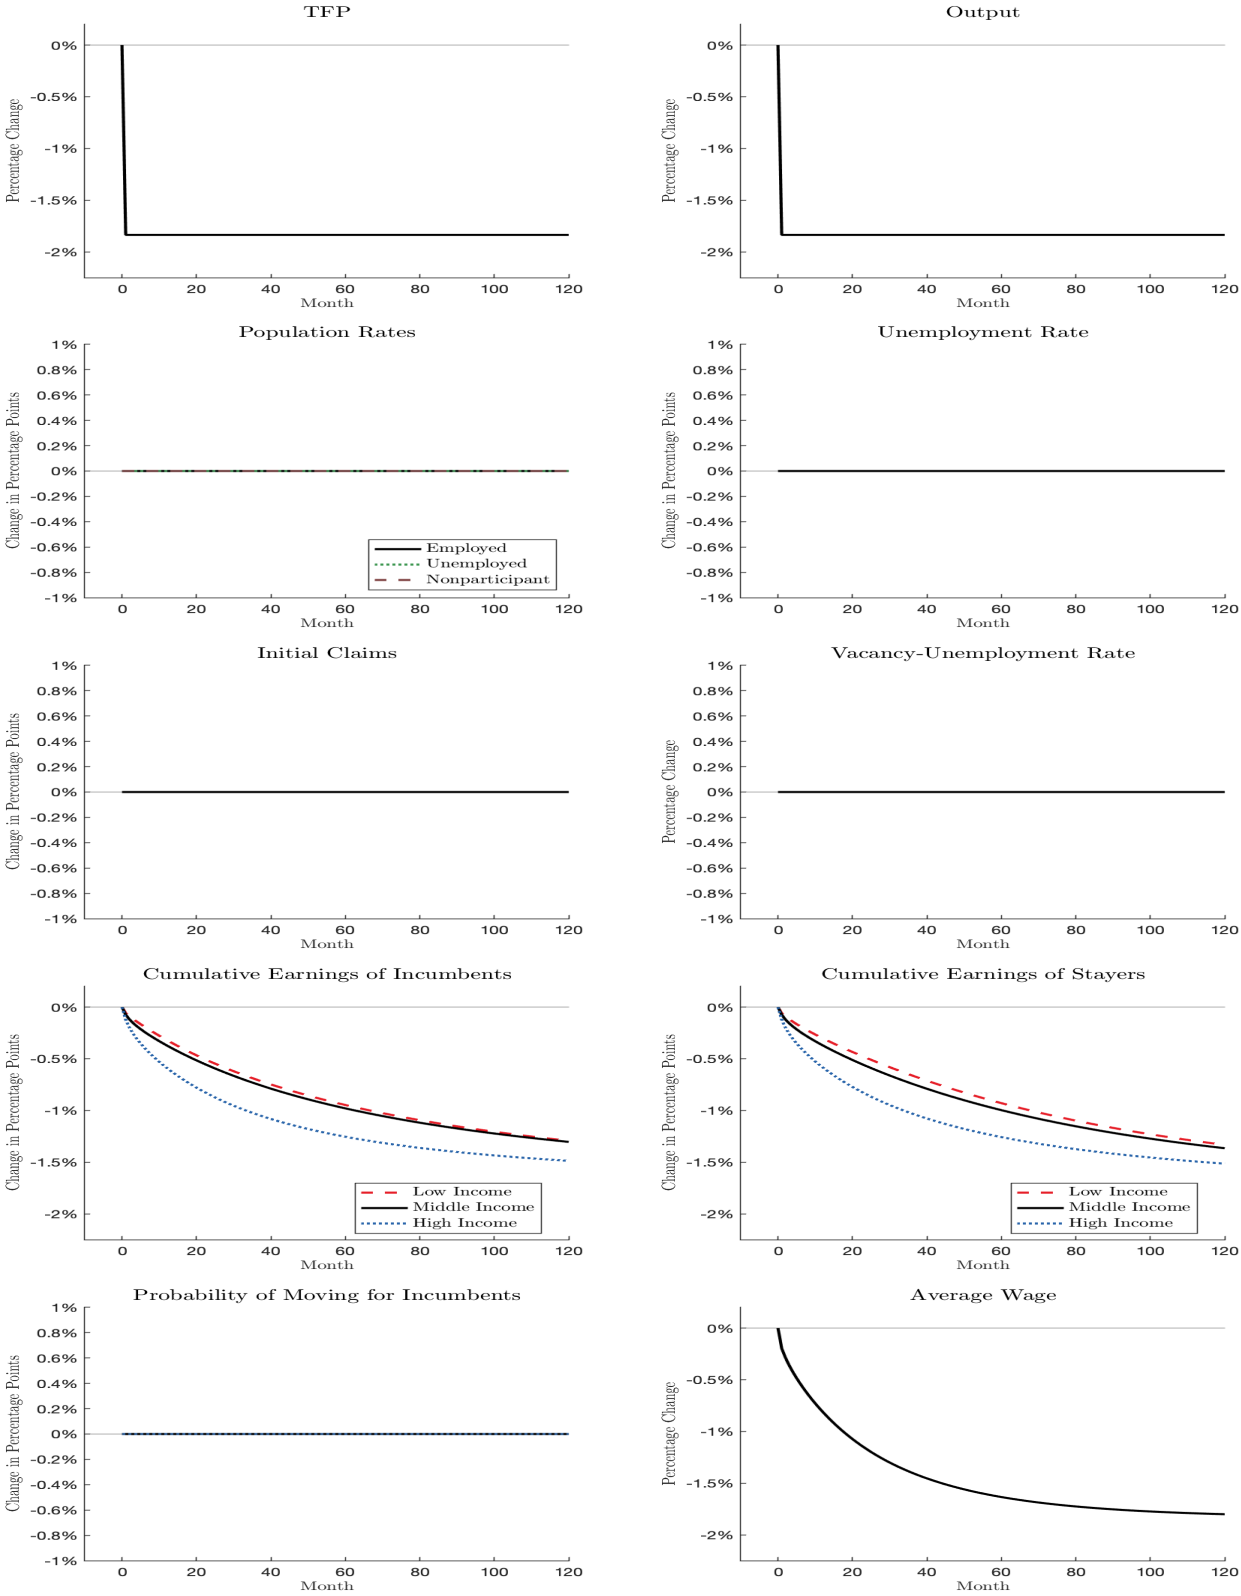 TFP
Output
0%
-0.5%
-1%
-1.5%
-2%
Percentage Change
0 20 40 60 80 100 120
Month
0%
-0.5%
-1%
-1.5%
-2%
Percentage Change
0 20 40 60 80 100 120
Month
Population Rates
Unemployment Rate
1%
0.8%
0.6%
0.4%
0.2%
0%
-0.2%
-0.4%
-0.6%
-0.8%
-1%
Change in Percentage Points
Employed
Unemployed
Nonparticipant
0 20 40 60 80 100 120
Month
1%
0.8%
0.6%
0.4%
0.2%
0%
-0.2%
-0.4%
-0.6%
-0.8%
-1%
Change in Percentage Points
0 20 40 60 80 100 120
Month
Initial Claims
Vacancy-Unemployment Rate
1%
0.8%
0.6%
0.4%
0.2%
0%
-0.2%
-0.4%
-0.6%
-0.8%
-1%
Change in Percentage Points
0 20 40 60 80 100 120
Month
1%
0.8%
0.6%
0.4%
0.2%
0%
-0.2%
-0.4%
-0.6%
-0.8%
-1%
Percentage Change
0 20 40 60 80 100 120
Month
Cumulative Earnings of Incumbents
Cumulative Earnings of Stayers
0%
-0.5%
-1%
-1.5%
-2%
Change in Percentage Points
Low Income
Middle Income
High Income
0 20 40 60 80 100 120
Month
0%
-0.5%
-1%
-1.5%
-2%
Change in Percentage Points
Low Income
Middle Income
High Income
0 20 40 60 80 100 120
Month
Probability of Moving for Incumbents
Average Wage
1%
0.8%
0.6%
0.4%
0.2%
0%
-0.2%
-0.4%
-0.6%
-0.8%
-1%
Change in Percentage Points
0 20 40 60 80 100 120
Month
0%
-0.5%
-1%
-1.5%
-2%
Percentage Change
0 20 40 60 80 100 120
Month